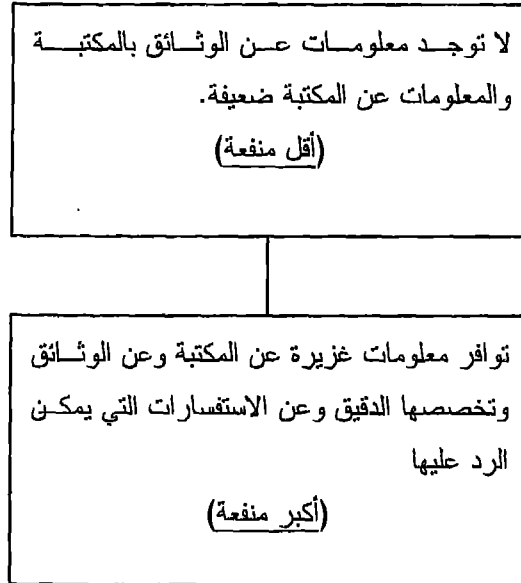 لا توجد معلومات عن الوثائق بالمكتبة
والمعلومات عن المكتبة ضعيفة.
(أقل منفعة)
توافر معلومات غزيرة عن المكتبة وعن الوثائق
وتخصصها الدقيق وعن الاستفسارات التي يمكن
الرد عليها
(أكبر منفعة)